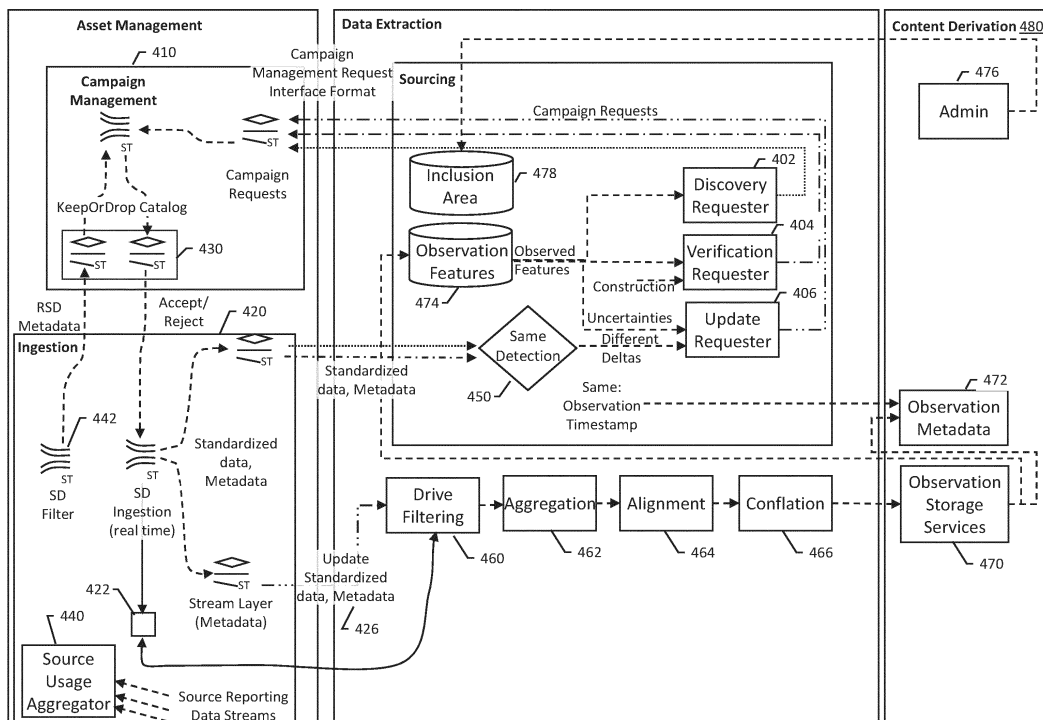 Asset Management
410
Campaign
Management
ST
ST
KeepOrDrop Catalog
ST
ST
430
Campaign
Requests
RSD
Metadata
Accept/
Reject
420
Ingestion
ST
442
ST
SD
Filter
ST
SD
Ingestion
(real time)
Standardized
data,
Metadata
ST
Stream Layer
(Metadata)
422
440
Source
Usage
Aggregator
Source Reporting
Data Streams
Data Extraction
Campaign
Management Request
Interface Format
Sourcing
Campaign Requests
Inclusion
Area
478
Observation
Features
474
Observed
Features
402
Discovery
Requester
404
Verification
Requester
Construction
406
Update
Requester
Uncertainties
Different
Deltas
Same
Detection
450
Standardized
data, Metadata
Same:
Observation
Timestamp
Drive
Filtering
460
Aggregation
462
Alignment
464
Conflation
466
Update
Standardized
data, Metadata
426
Content Derivation 480
476
Admin
472
Observation
Metadata
Observation
Storage
Services
470